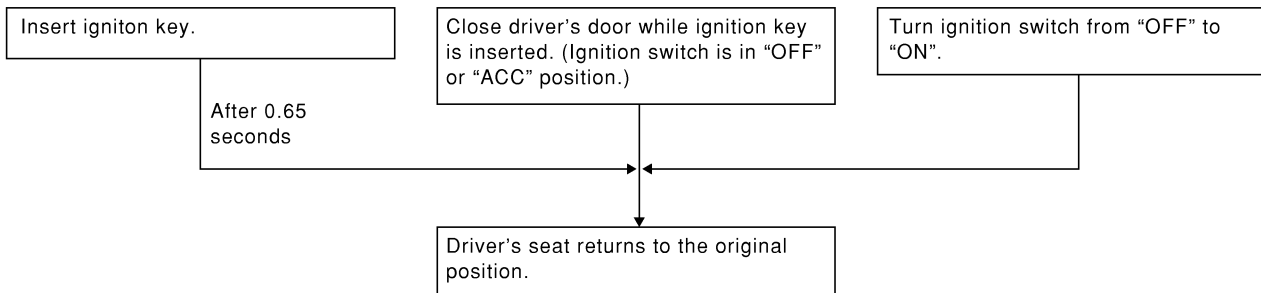 Insert igniton key.
Close driver’s door while ignition key
is inserted. (Ignition switch is in “OFF”
or “ACC” position.)
Turn ignition switch from “OFF” to
“ON”.
After 0.65
seconds
Driver’s seat returns to the original
position.